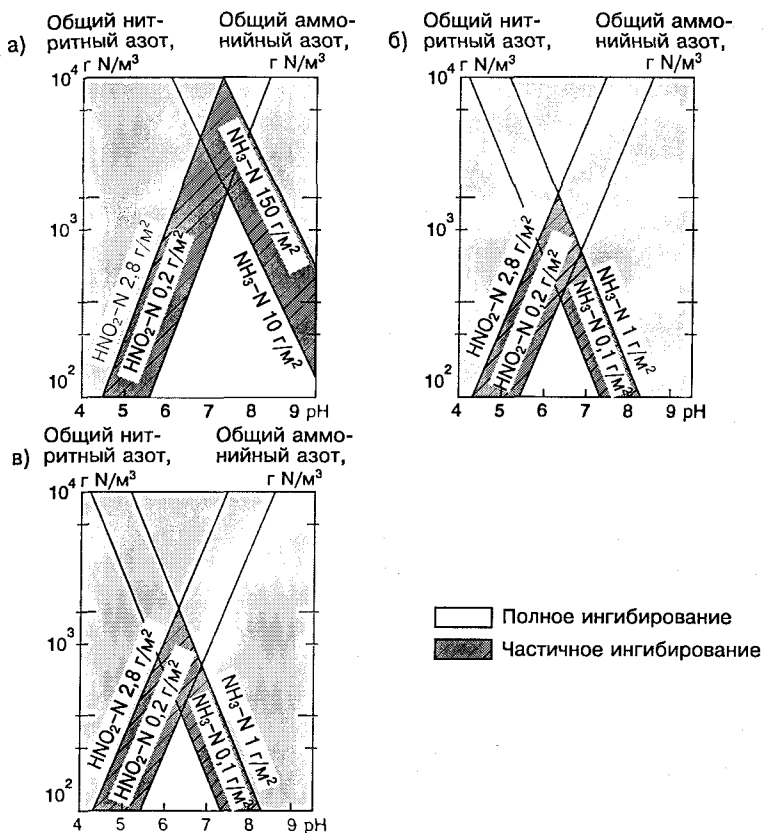 а)
Общий нит-
ритный азот,
г N/м³
Общий аммо-
нийный азот,
г N/м³
10⁴
10³
10²
HNO₂–N 2,8 г/м²
HNO₂–N 0,2 г/м²
NH₃–N 150 г/м²
NH₃–N 10 г/м²
4 5 6 7 8 9 pH
б)
Общий нит-
ритный азот,
г N/м³
Общий аммо-
нийный азот,
г N/м³
10⁴
10³
10²
HNO₂–N 2,8 г/м²
HNO₂–N 0,2 г/м²
NH₃–N 1 г/м²
NH₃–N 0,1 г/м²
4 5 6 7 8 9 pH
в)
Общий нит-
ритный азот,
г N/м³
Общий аммо-
нийный азот,
г N/м³
10⁴
10³
10²
HNO₂–N 2,8 г/м²
HNO₂–N 0,2 г/м²
NH₃–N 1 г/м²
NH₃–N 0,1 г/м²
4 5 6 7 8 9 pH
Полное ингибирование
Частичное ингибирование